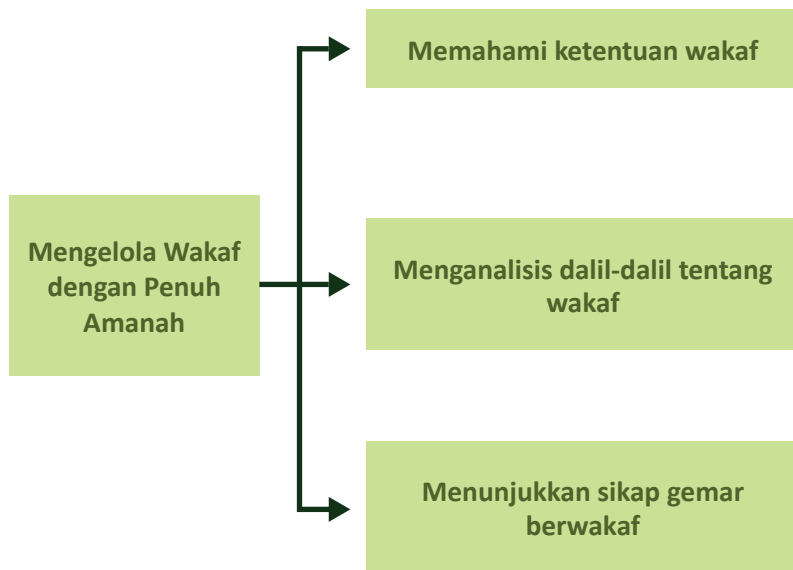 Memahami ketentuan wakaf
Mengelola Wakaf
dengan Penuh
Amanah
Menganalisis dalil-dalil tentang
wakaf
Menunjukkan sikap gemar
berwakaf